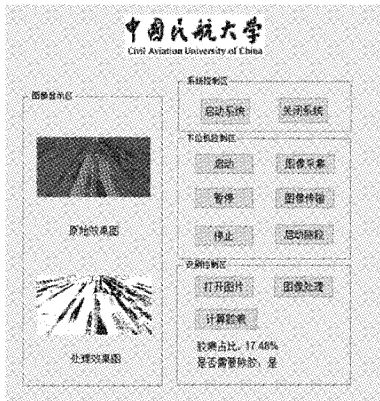 中国民航大学
Civil Aviation University of China
图像显示区
原始效果图
处理效果图
系统控制区
启动系统 关闭系统
下位机控制区
启动 图像采集
暂停 图像传输
停止 启动除胶
识别控制区
打开图片 图像处理
计算胶痕
胶痕占比: 17.48%
是否需要除胶: 是